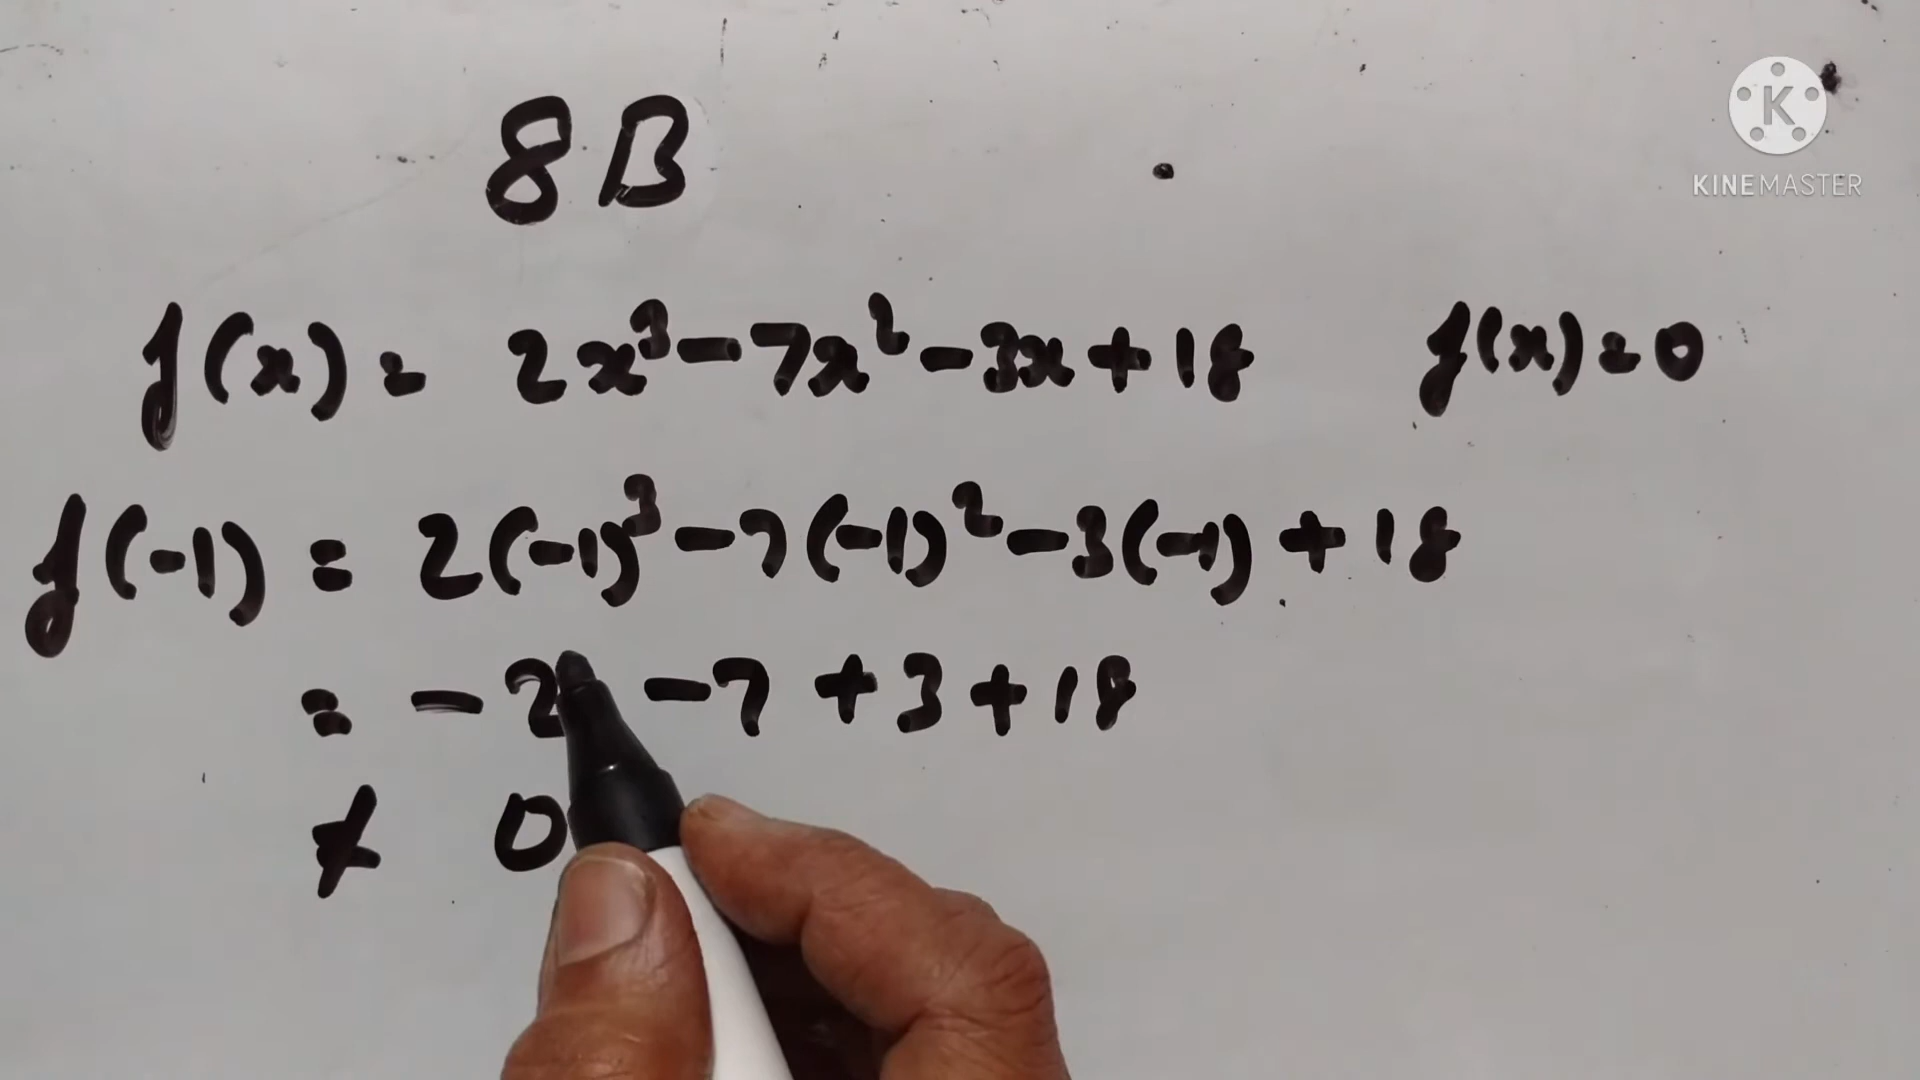 K
KINEMASTER
8B
f(x) = 2x³ - 7x² - 3x + 18 f(x) = 0
f(-1) = 2(-1)³ - 7(-1)² - 3(-1) + 18
= - 2 - 7 + 3 + 18
≠ 0